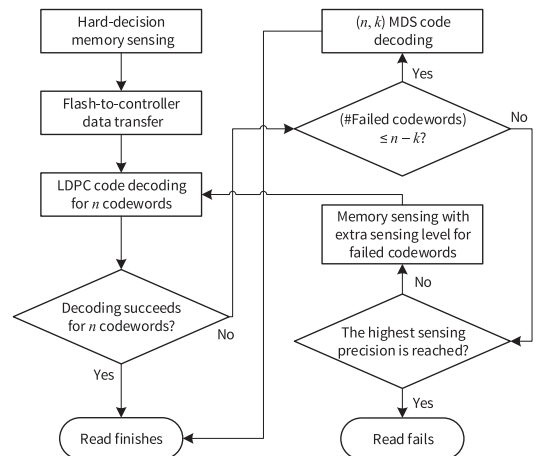 Hard-decision
memory sensing
Flash-to-controller
data transfer
LDPC code decoding
for n codewords
Decoding succeeds
for n codewords?
No
Yes
Read finishes
(n, k) MDS code
decoding
Yes
(#Failed codewords)
≤ n − k?
No
Memory sensing with
extra sensing level for
failed codewords
No
The highest sensing
precision is reached?
Yes
Read fails